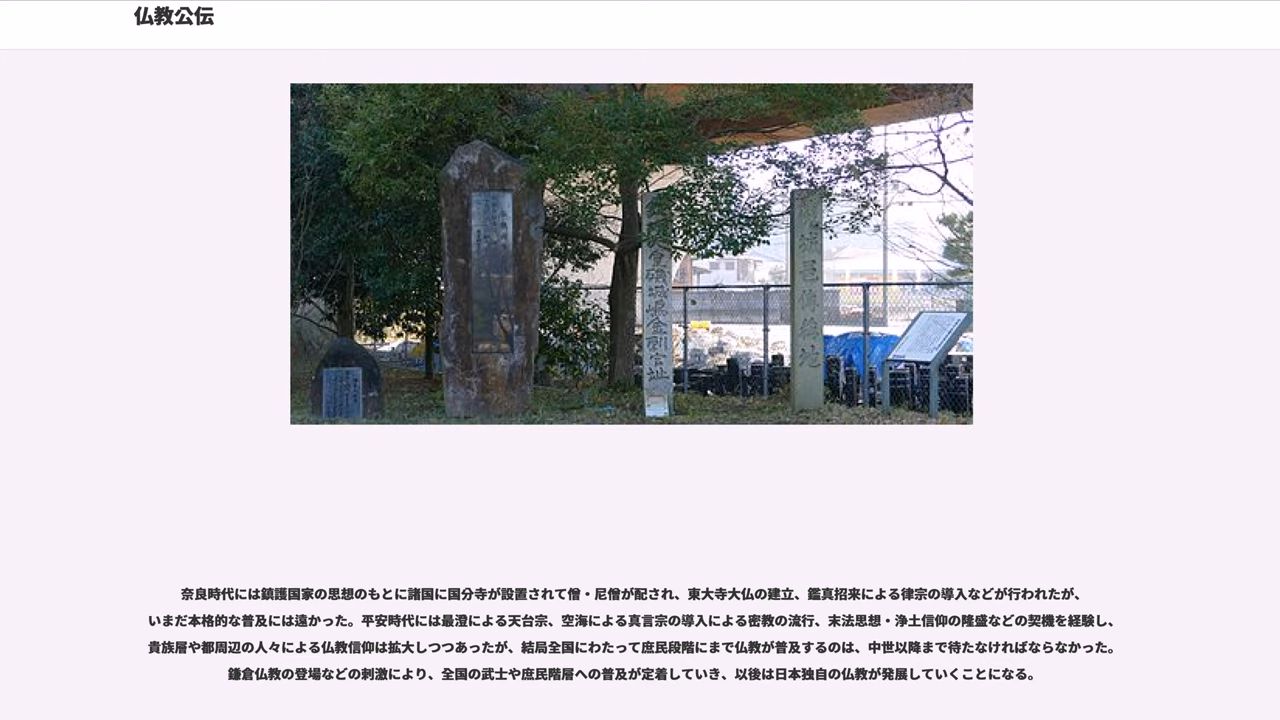 仏教公伝
奈良時代には鎮護国家の思想のもとに諸国に国分寺が設置されて僧・尼僧が配され、東大寺大仏の建立、鑑真招来による律宗の導入などが行われたが、
いまだ本格的な普及には遠かった。平安時代には最澄による天台宗、空海による真言宗の導入による密教の流行、末法思想・浄土信仰の隆盛などの契機を経験し、
貴族層や都周辺の人々による仏教信仰は拡大しつつあったが、結局全国にわたって庶民段階にまで仏教が普及するのは、中世以降まで待たなければならなかった。
鎌倉仏教の登場などの刺激により、全国の武士や庶民階層への普及が定着していき、以後は日本独自の仏教が発展していくことになる。